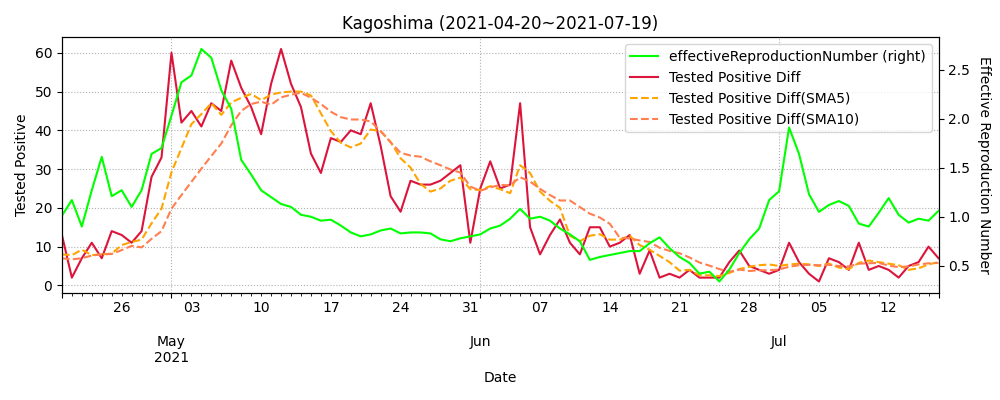 Kagoshima (2021-04-20~2021-07-19)
effectiveReproductionNumber (right)
Tested Positive Diff
Tested Positive Diff(SMA5)
Tested Positive Diff(SMA10)
Tested Positive
60
50
40
30
20
10
0
2.5
2.0
1.5
1.0
0.5
Effective Reproduction Number
26 03 10 17 24 31 07 14 21 28 05 12
May Jun Jul
2021
Date